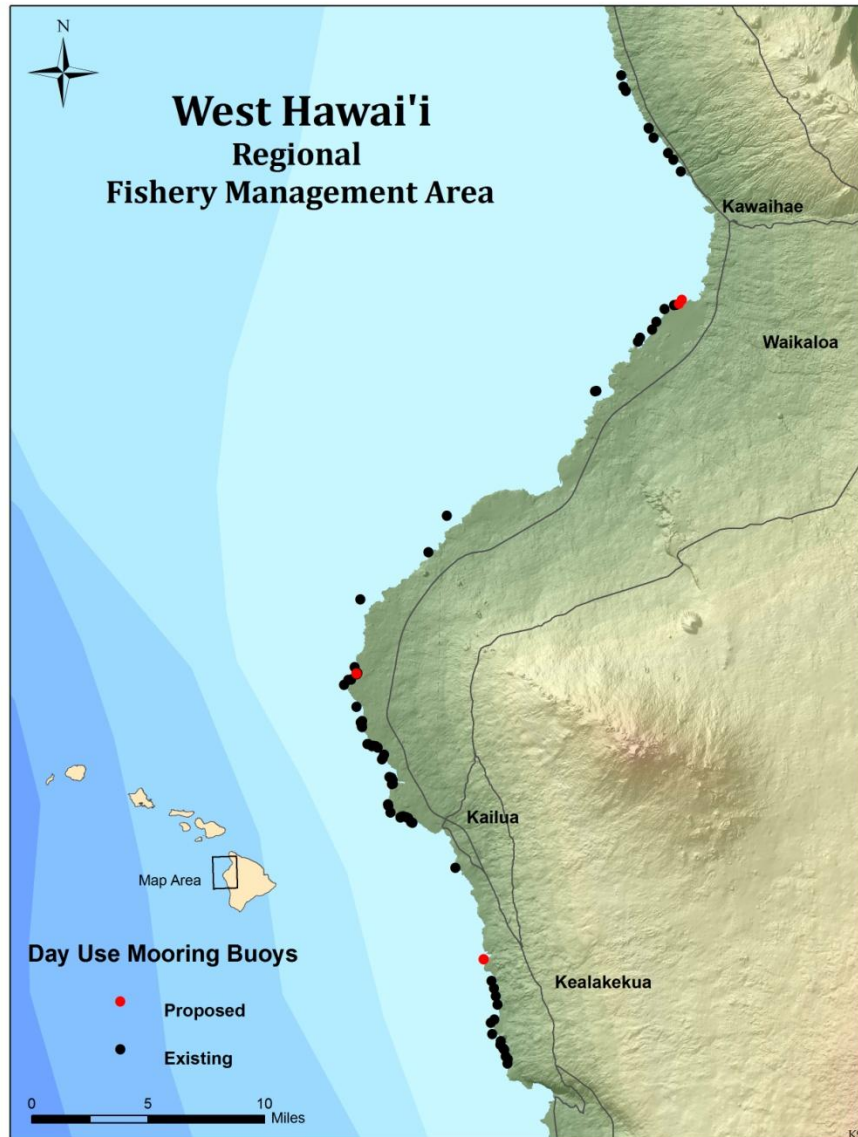 N
West Hawai'i
Regional
Fishery Management Area
Kawaihae
Waikaloa
Kailua
Map Area
Day Use Mooring Buoys
Kealakekua
Proposed
Existing
0 5 10
Miles